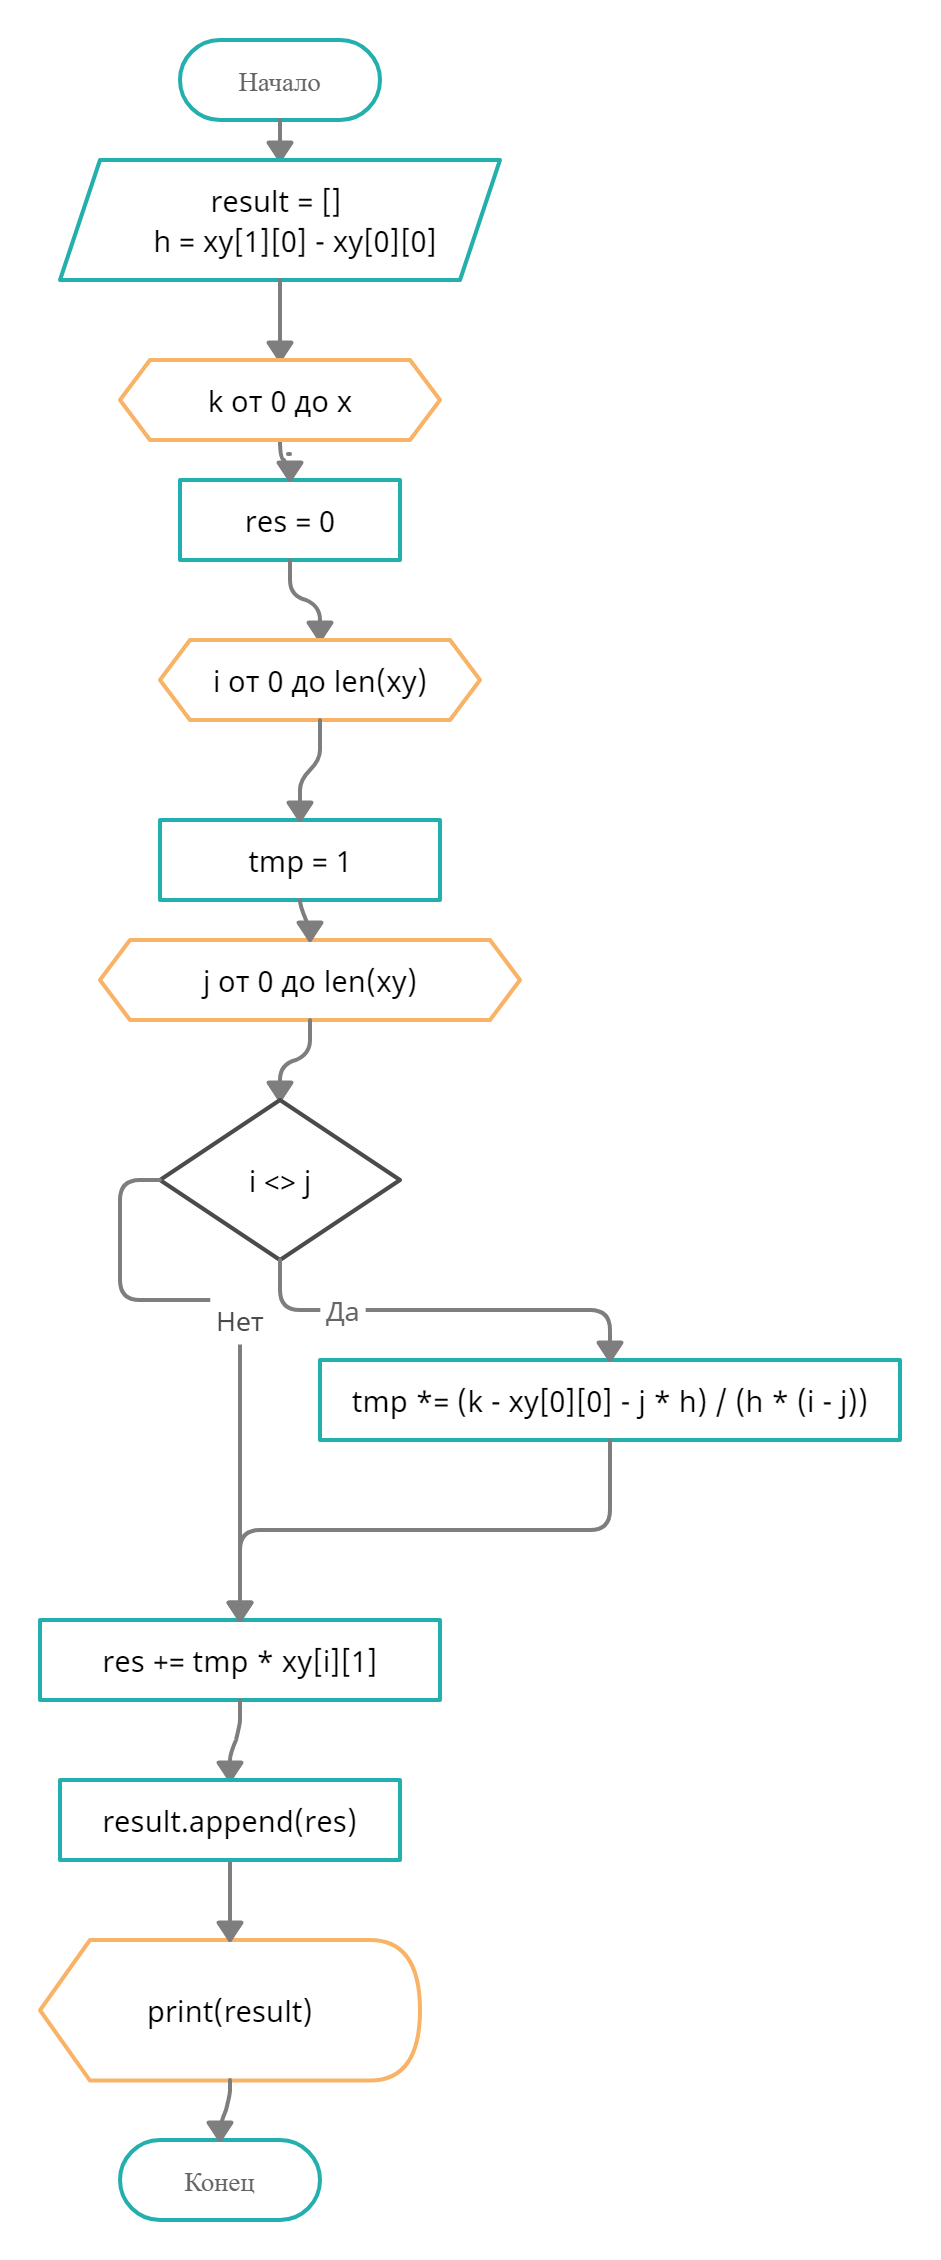 Начало
result = []
h = xy[1][0] - xy[0][0]
k от 0 до x
res = 0
i от 0 до len(xy)
tmp = 1
j от 0 до len(xy)
i <> j
Нет
Да
tmp *= (k - xy[0][0] - j * h) / (h * (i - j))
res += tmp * xy[i][1]
result.append(res)
print(result)
Конец